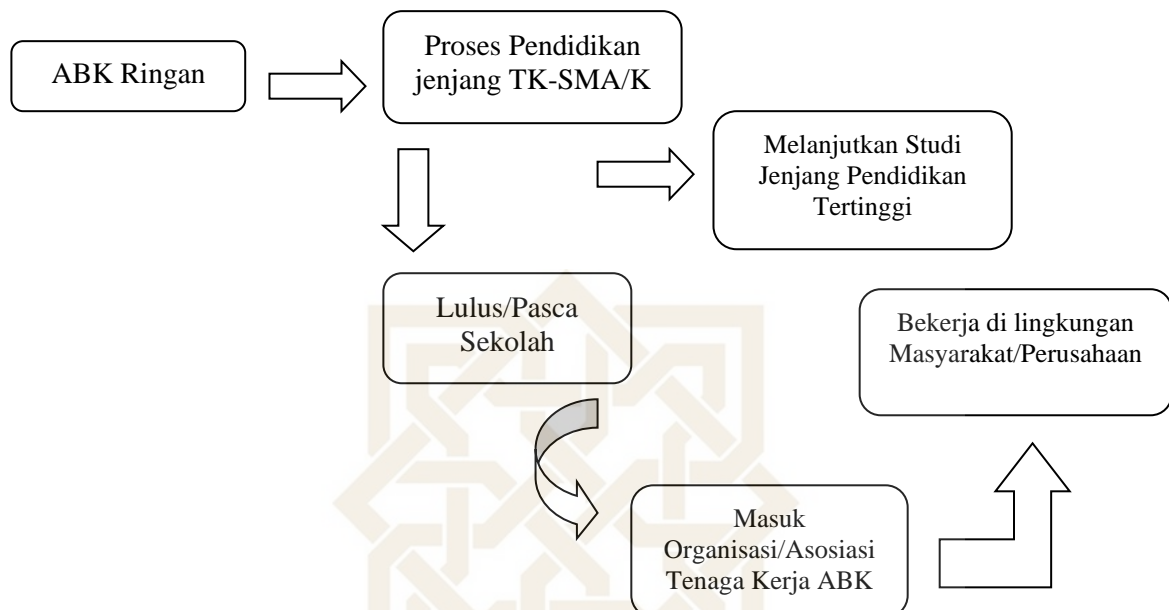 ABK Ringan
Proses Pendidikan
jenjang TK-SMA/K
Melanjutkan Studi
Jenjang Pendidikan
Tertinggi
Lulus/Pasca
Sekolah
Bekerja di lingkungan
Masyarakat/Perusahaan
Masuk
Organisasi/Asosiasi
Tenaga Kerja ABK